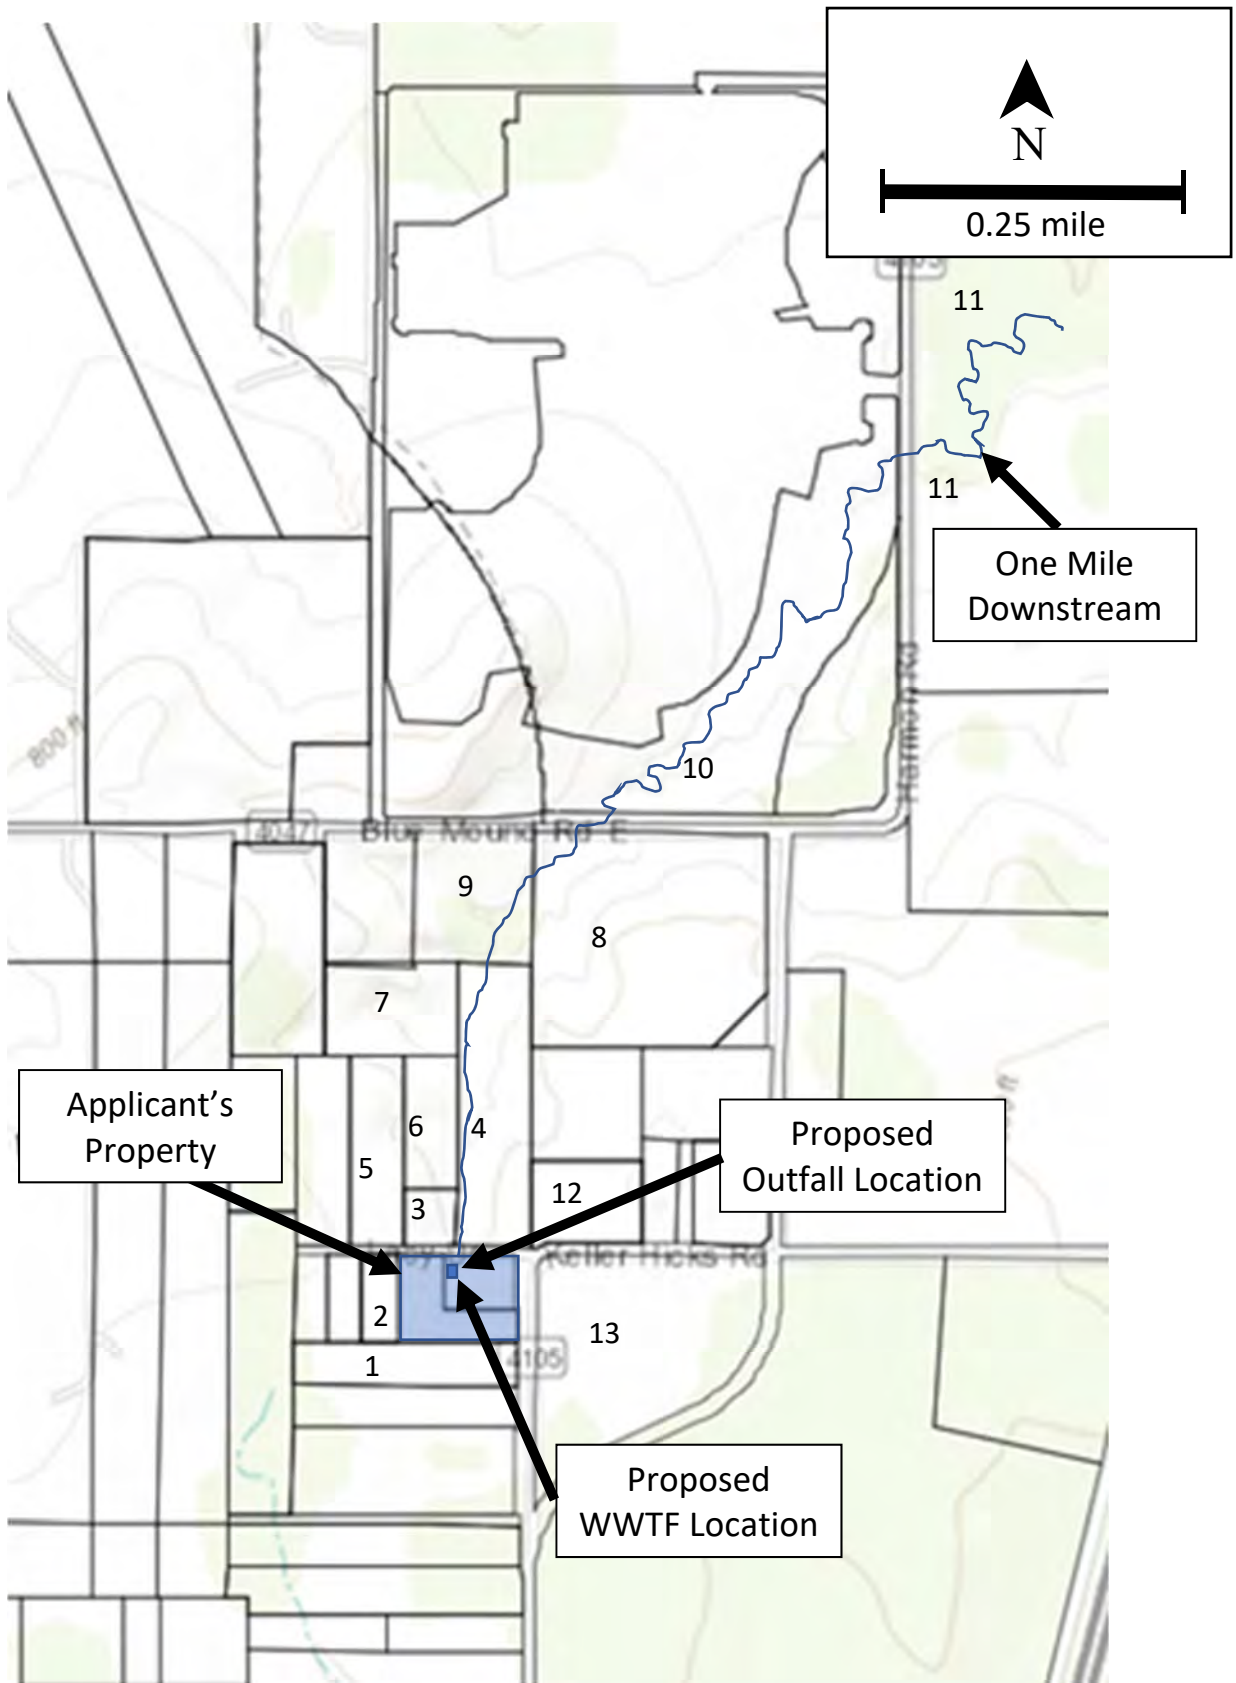 N
0.25 mile
11
11
One Mile
Downstream
Harmon Rd
800 ft
10
4047
Blue Mound Rd E
9
8
7
Applicant's
Property
6
4
5
Proposed
Outfall Location
3
12
Keller Hicks Rd
2
13
1
4105
Proposed
WWTF Location